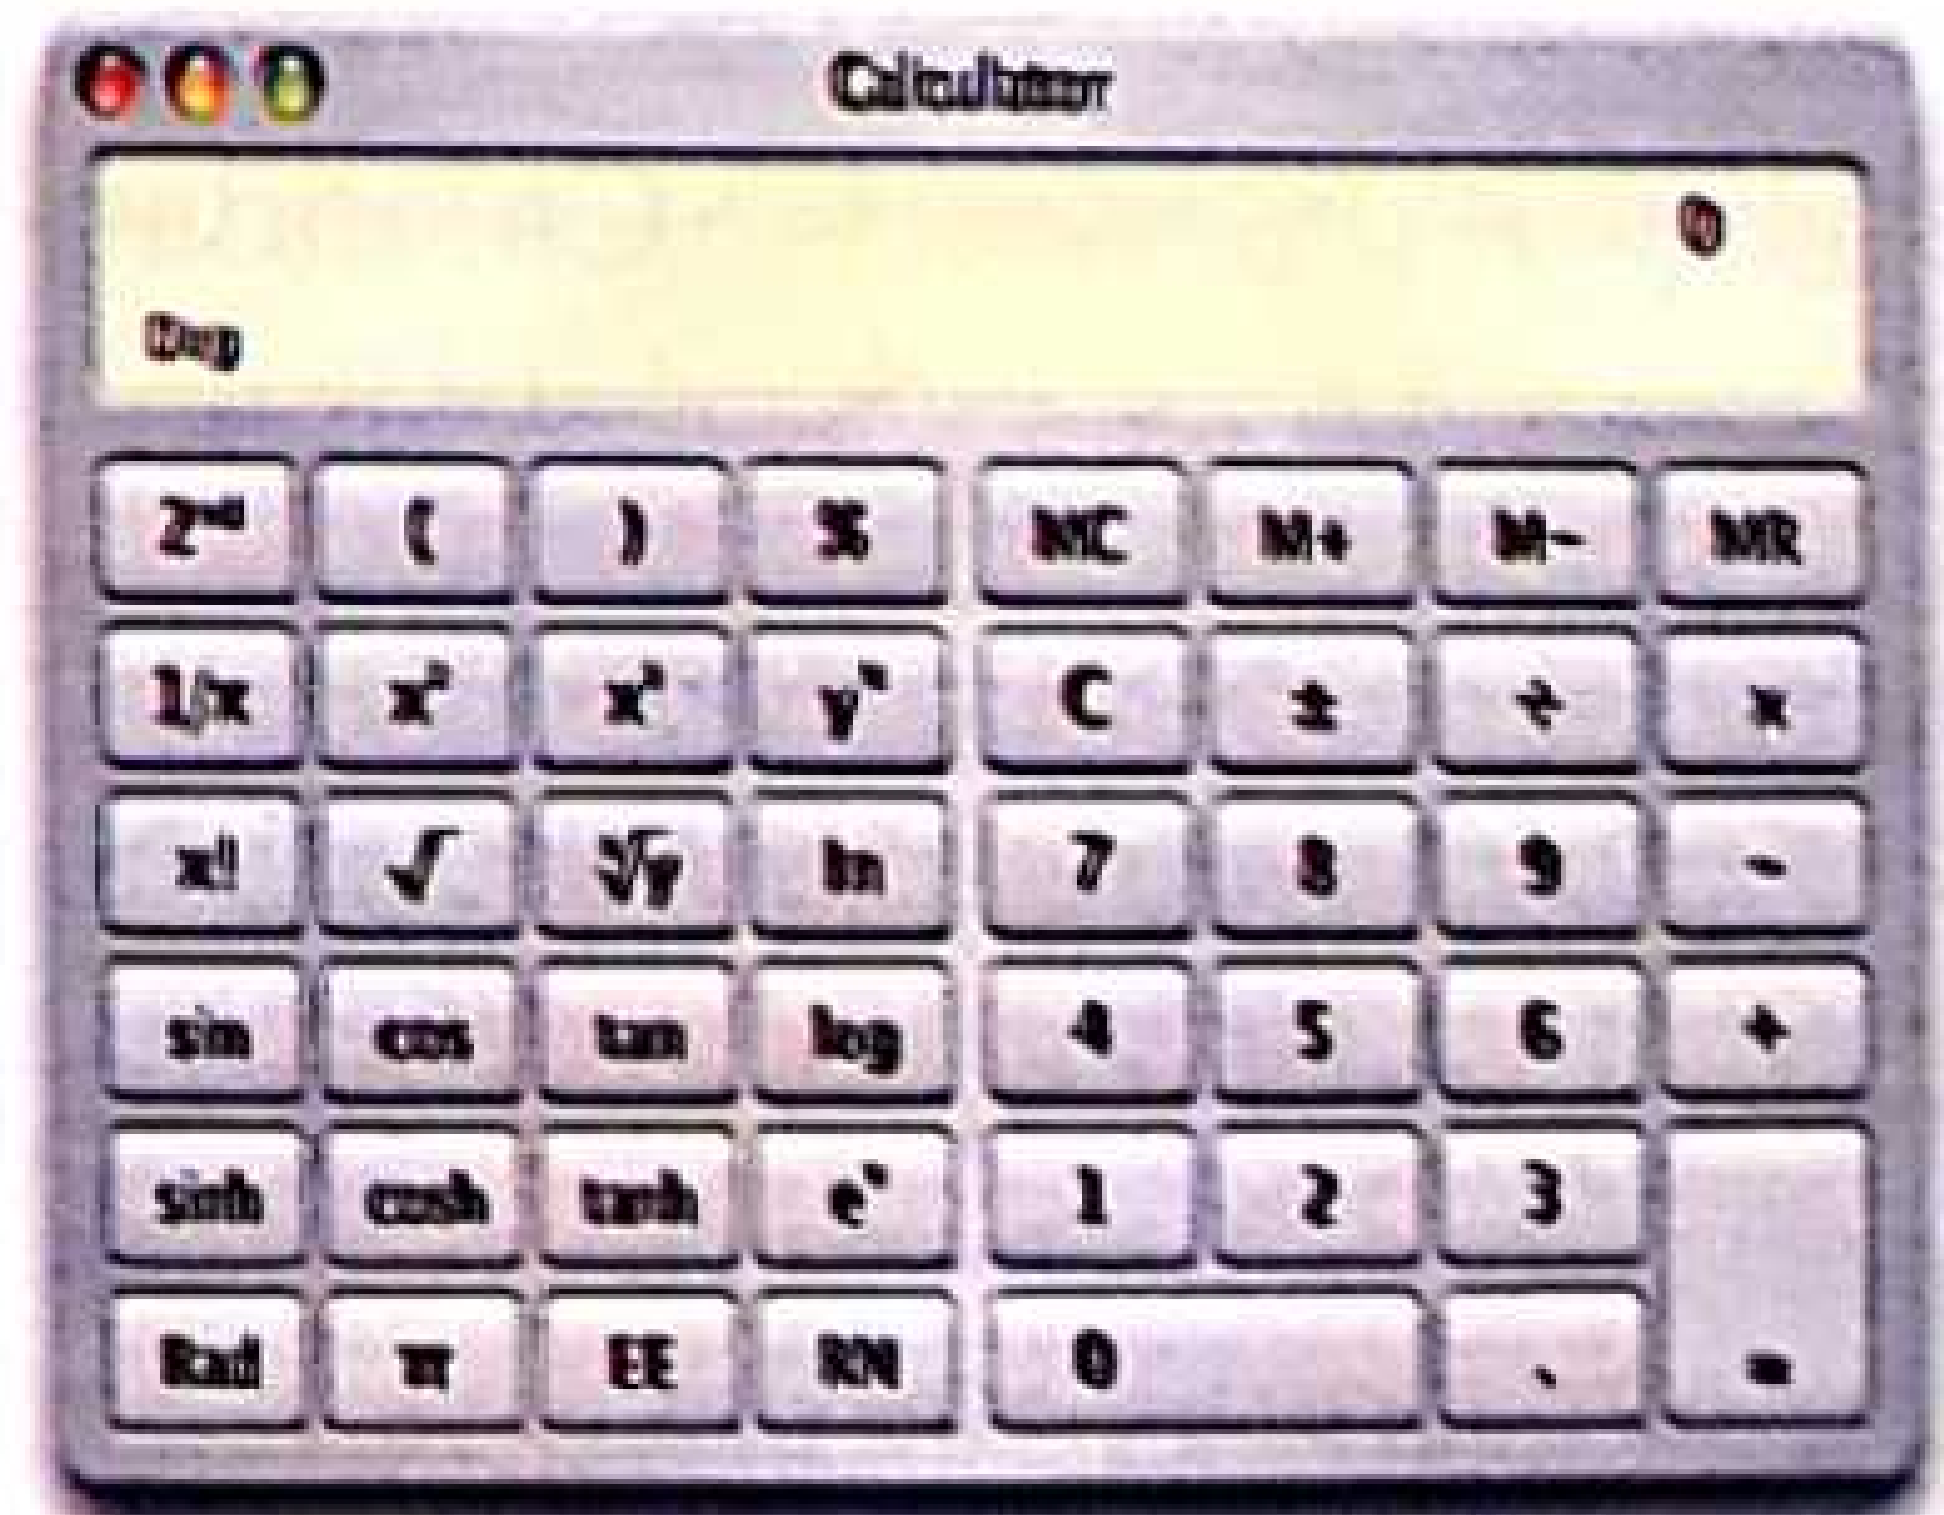 Calculator
0
Deg
2ⁿᵈ ( ) % MC M+ M- MR
1/x x² x³ yˣ C ± ÷ ×
x! √ ˣ√y ln 7 8 9 -
sin cos tan log 4 5 6 +
sinh cosh tanh eˣ 1 2 3
Rad π EE RN 0 , =